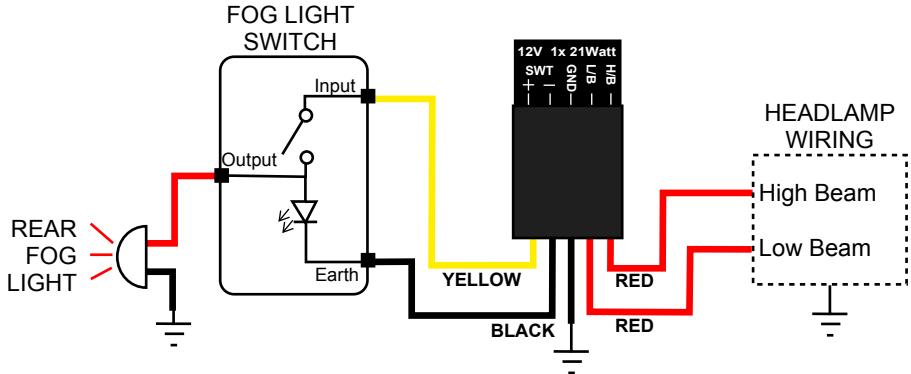 FOG LIGHT
SWITCH
Input
Output
Earth
REAR
FOG
LIGHT
12V 1x 21Watt
SWT
+
−
GND
L/B
H/B
YELLOW
BLACK
RED
RED
HEADLAMP
WIRING
High Beam
Low Beam